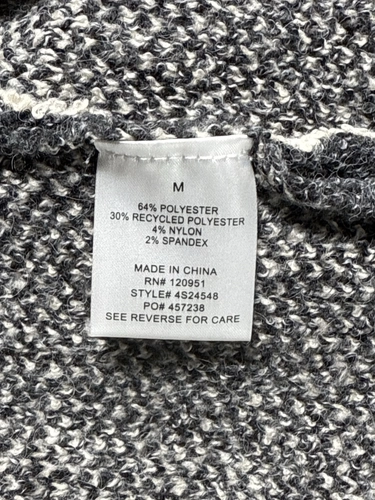 M
64% POLYESTER
30% RECYCLED POLYESTER
4% NYLON
2% SPANDEX
MADE IN CHINA
RN# 120951
STYLE# 4S24548
PO# 457238
SEE REVERSE FOR CARE